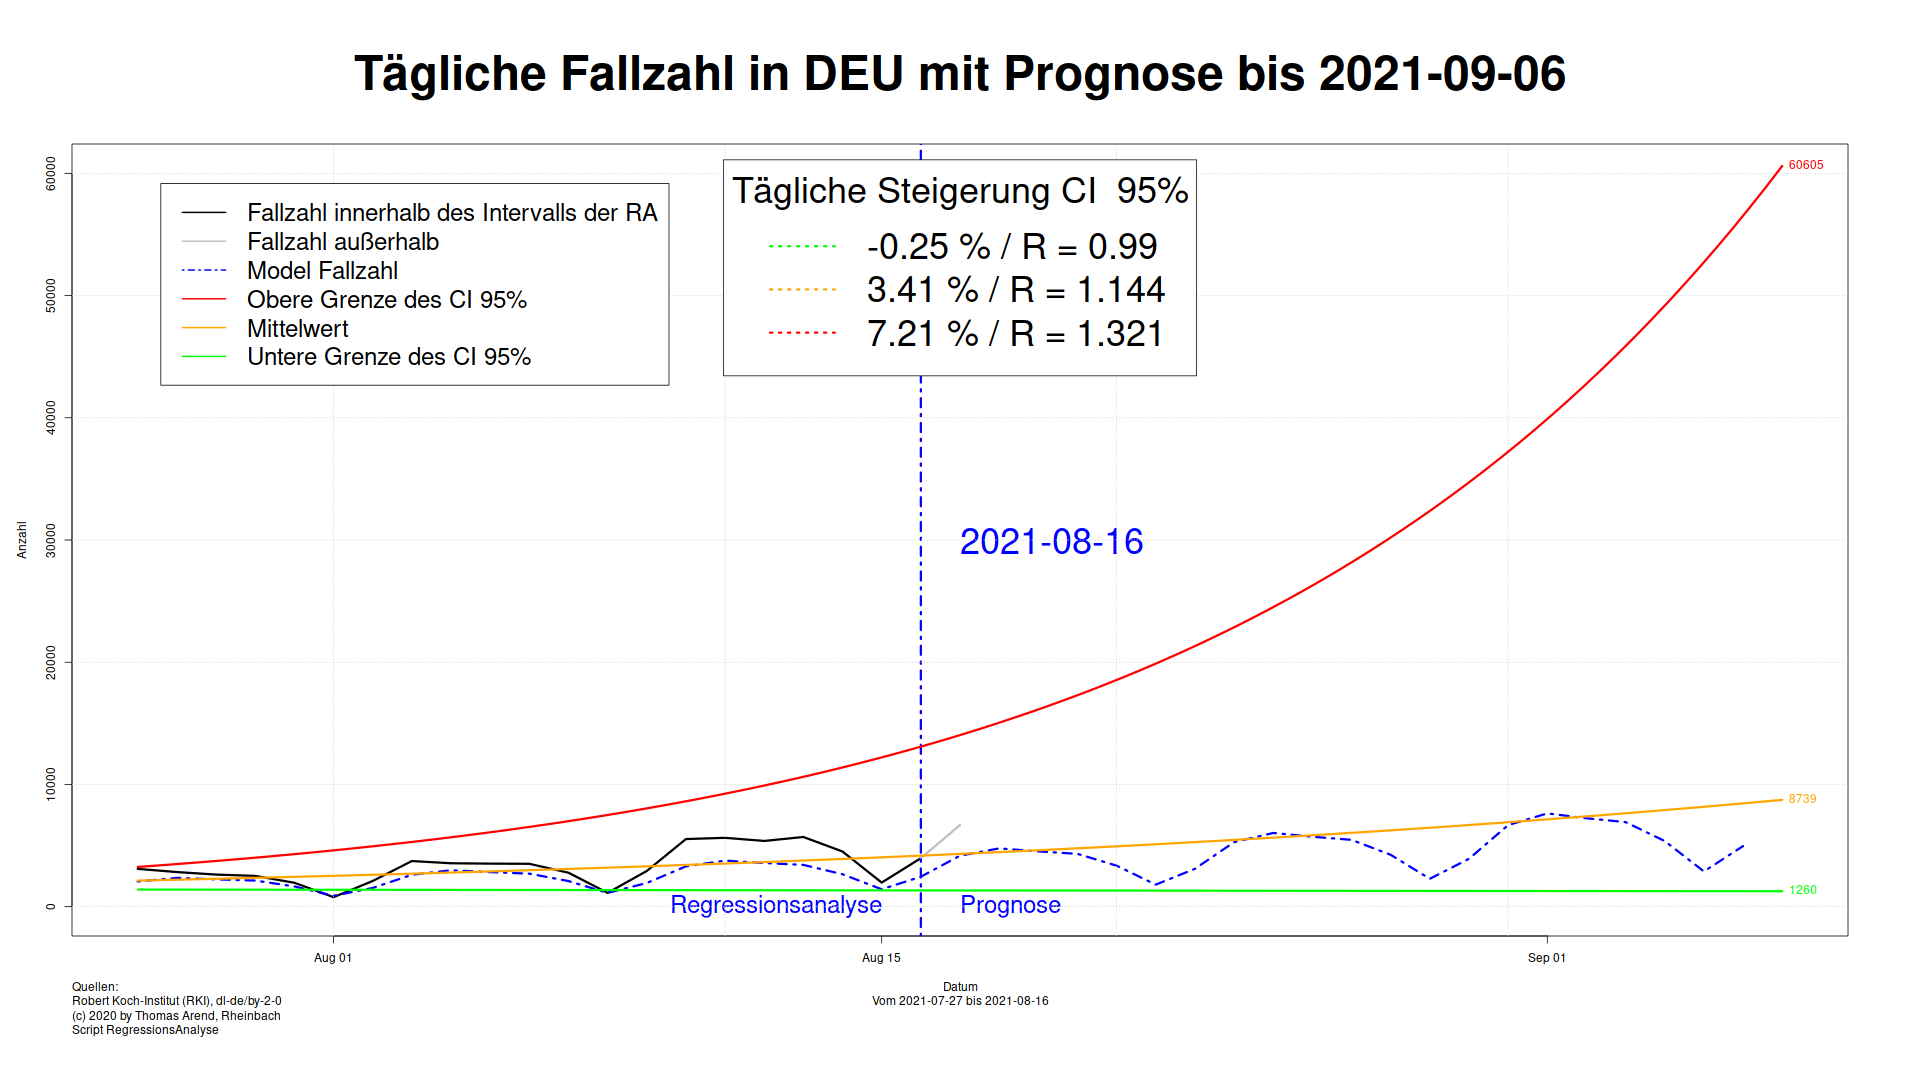 Tägliche Fallzahl in DEU mit Prognose bis 2021-09-06
Fallzahl innerhalb des Intervalls der RA
Fallzahl außerhalb
Model Fallzahl
Obere Grenze des CI 95%
Mittelwert
Untere Grenze des CI 95%
Tägliche Steigerung CI  95%
-0.25 % / R = 0.99
3.41 % / R = 1.144
7.21 % / R = 1.321
60605
2021-08-16
8739
1260
Regressionsanalyse
Prognose
Anzahl
60000
50000
40000
30000
20000
10000
0
Aug 01
Aug 15
Sep 01
Datum
Vom 2021-07-27 bis 2021-08-16
Quellen:
Robert Koch-Institut (RKI), dl-de/by-2-0
(c) 2020 by Thomas Arend, Rheinbach
Script RegressionsAnalyse